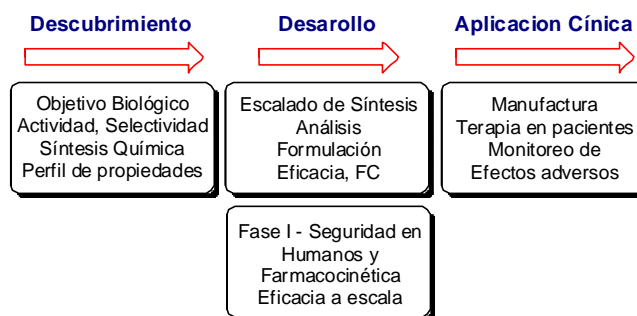 Descubrimiento
Desarollo
Aplicacion Cínica
Objetivo Biológico
Actividad, Selectividad
Síntesis Química
Perfil de propiedades
Escalado de Síntesis
Análisis
Formulación
Eficacia, FC
Manufactura
Terapia en pacientes
Monitoreo de
Efectos adversos
Fase I - Seguridad en
Humanos y
Farmacocinética
Eficacia a escala